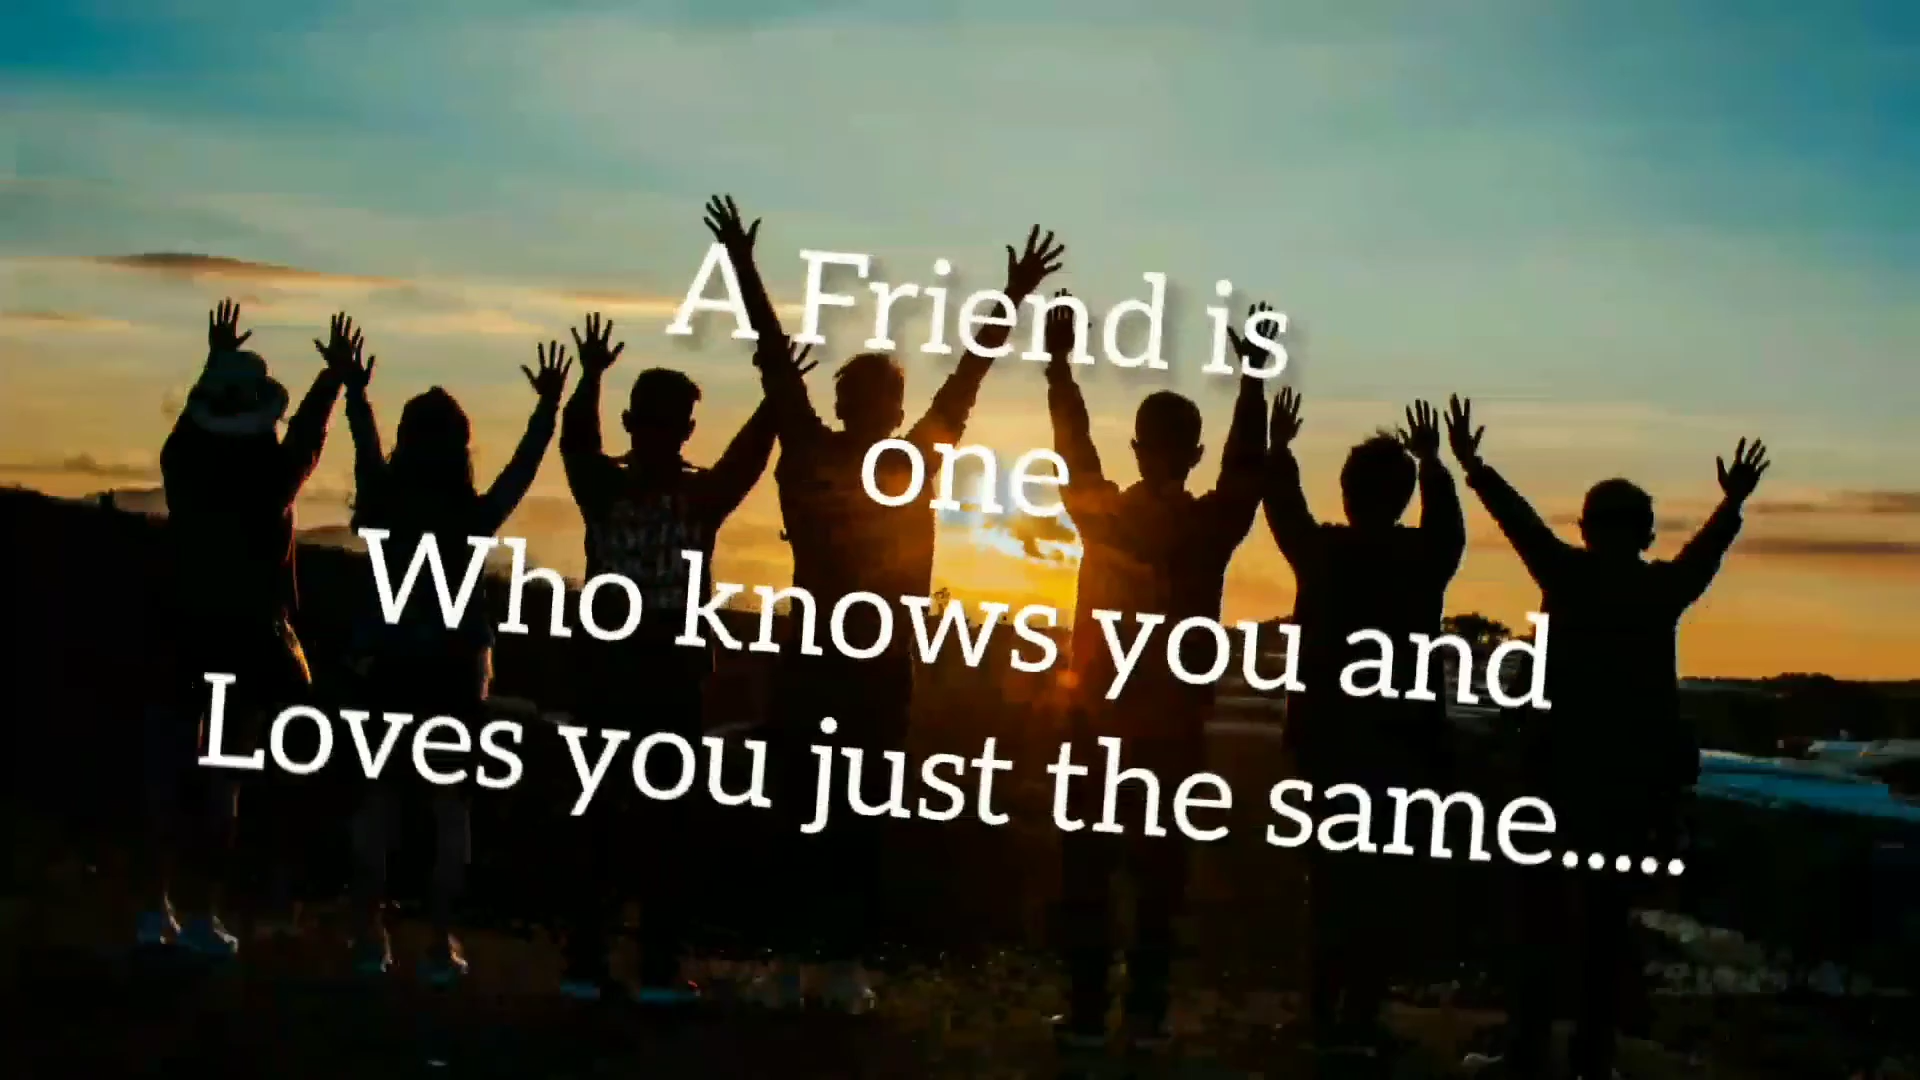 A Friend is
one
Who knows you and
Loves you just the same.....